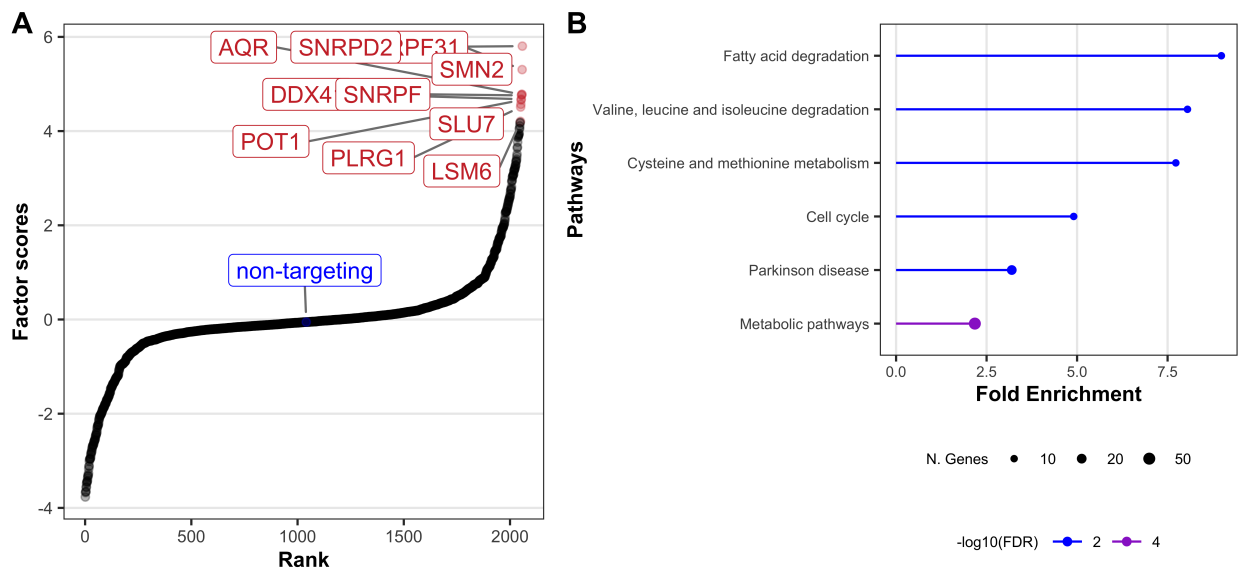 A
6
4
2
0
-2
-4
Factor scores
AQR
SNRPD2
RPF31
SMN2
DDX4
SNRPF
SLU7
POT1
PLRG1
LSM6
non-targeting
0 500 1000 1500 2000
Rank
B
Pathways
Fatty acid degradation
Valine, leucine and isoleucine degradation
Cysteine and methionine metabolism
Cell cycle
Parkinson disease
Metabolic pathways
0.0 2.5 5.0 7.5
Fold Enrichment
N. Genes 10 20 50
-log10(FDR) 2 4